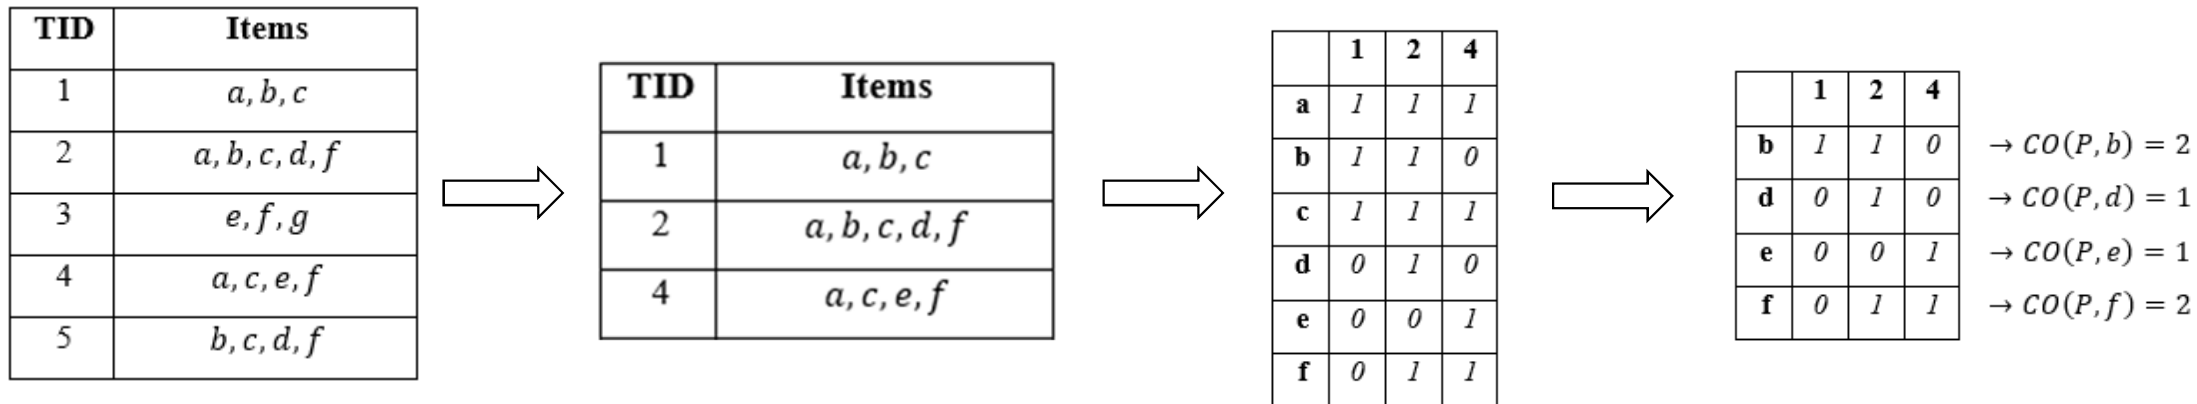 TID Items
1 a, b, c
2 a, b, c, d, f
3 e, f, g
4 a, c, e, f
5 b, c, d, f
TID Items
1 a, b, c
2 a, b, c, d, f
4 a, c, e, f
1 2 4
a 1 1 1
b 1 1 0
c 1 1 1
d 0 1 0
e 0 0 1
f 0 1 1
1 2 4
b 1 1 0 → CO(P, b) = 2
d 0 1 0 → CO(P, d) = 1
e 0 0 1 → CO(P, e) = 1
f 0 1 1 → CO(P, f) = 2